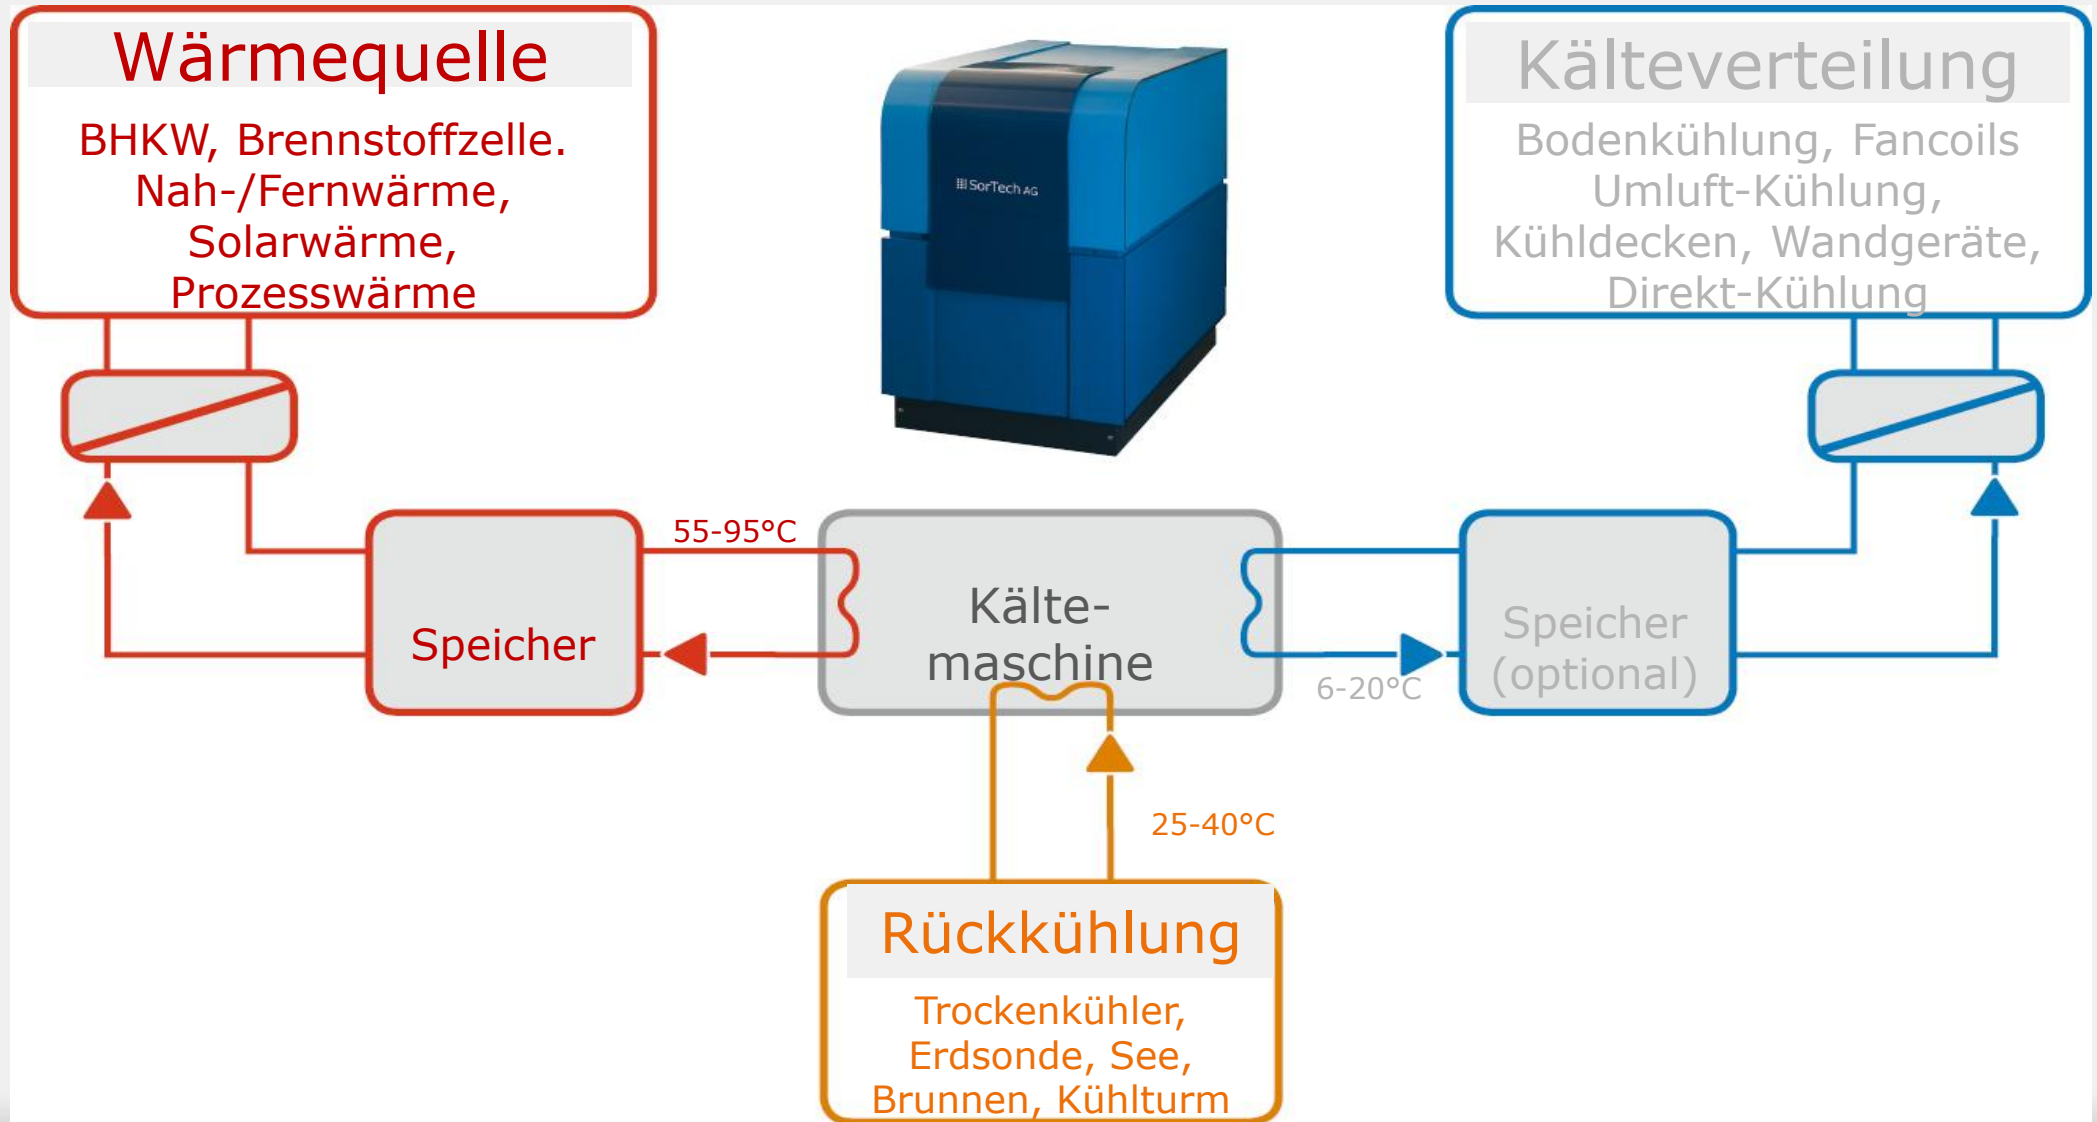 Wärmequelle
BHKW, Brennstoffzelle.
Nah-/Fernwärme,
Solarwärme,
Prozesswärme
SorTech AG
Kälteverteilung
Bodenkühlung, Fancoils
Umluft-Kühlung,
Kühldecken, Wandgeräte,
Direkt-Kühlung
Speicher
55-95°C
Kälte-
maschine
6-20°C
Speicher
(optional)
25-40°C
Rückkühlung
Trockenkühler,
Erdsonde, See,
Brunnen, Kühlturm